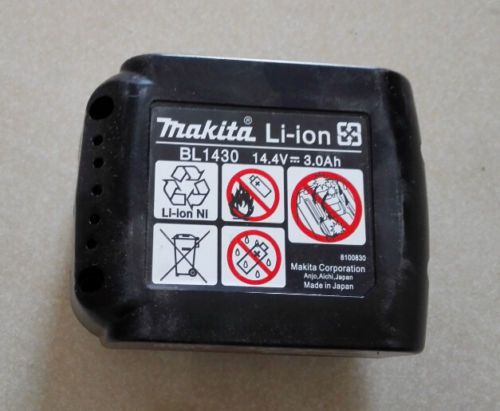 makita® Li-ion
BL1430 14.4V⎓3.0Ah
Li-ion NI
8100830
Makita Corporation
Anjo,Aichi,Japan
Made in Japan